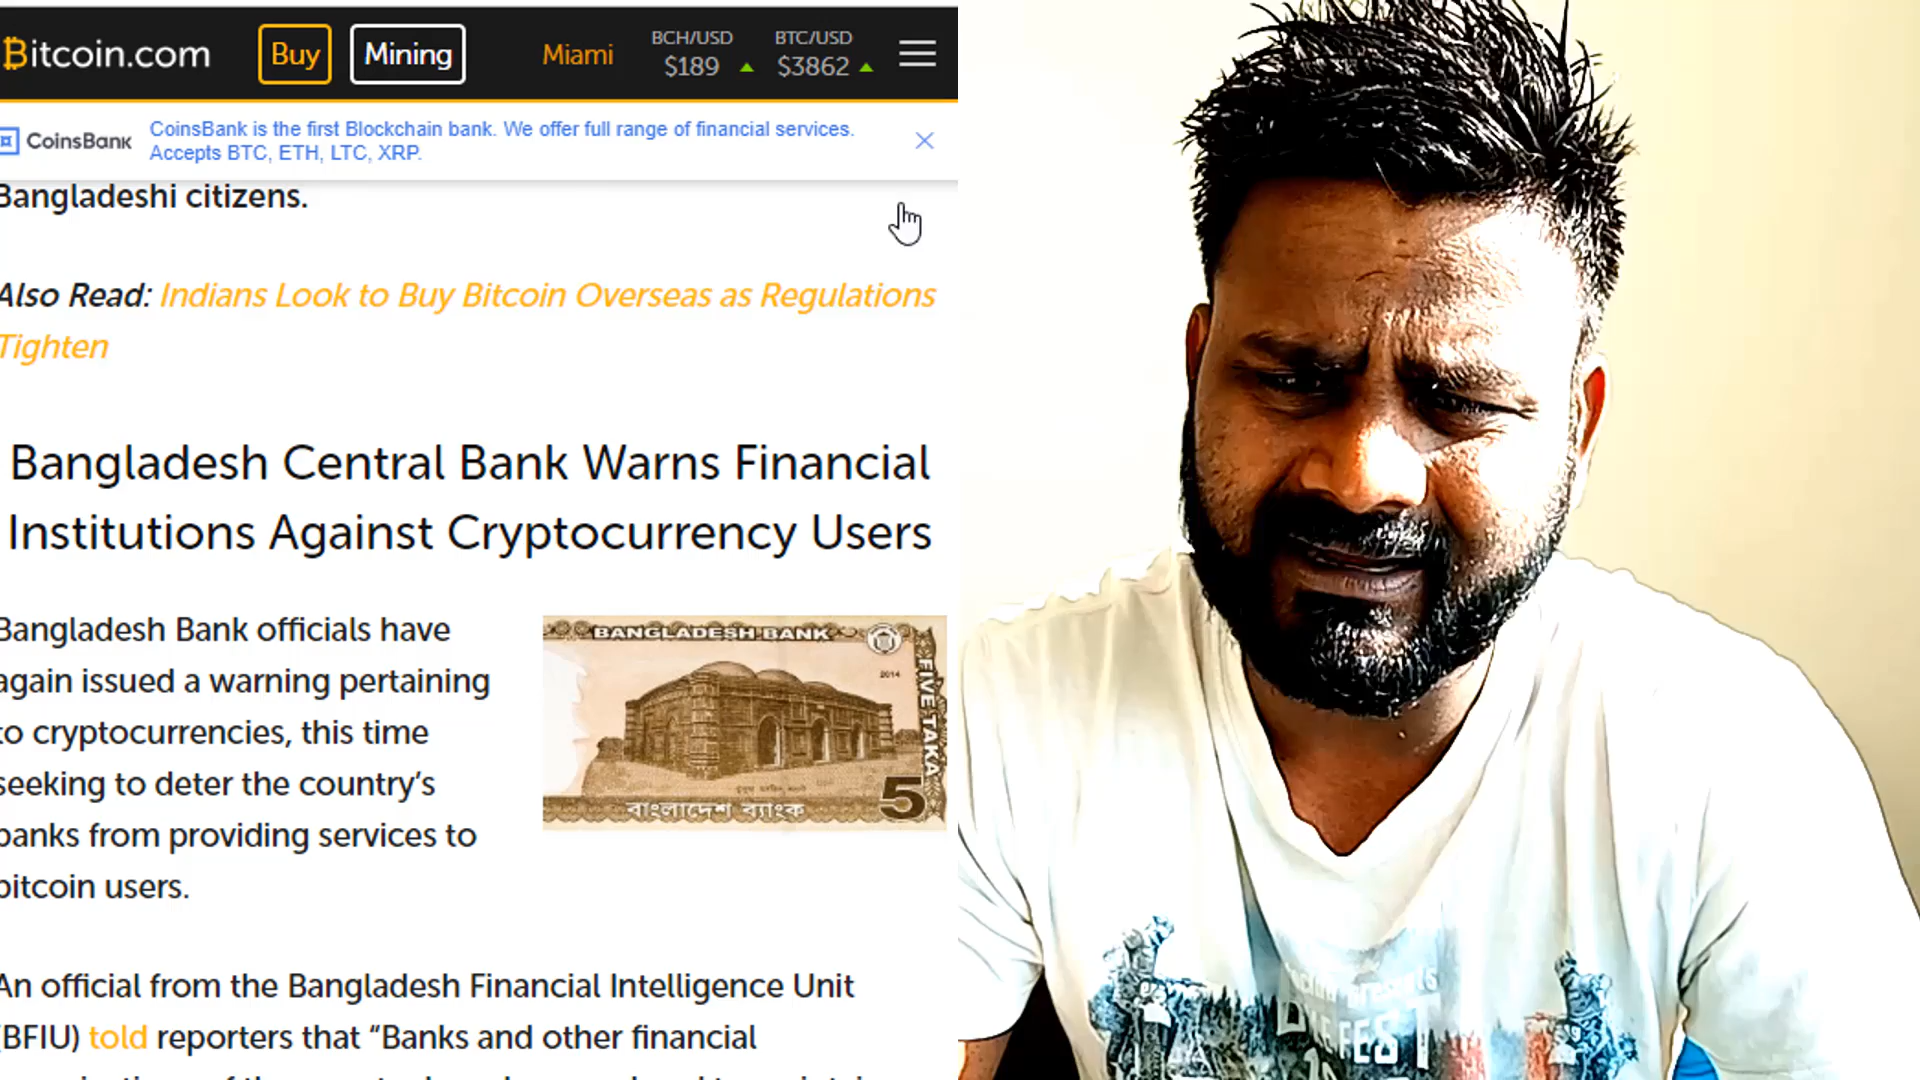 Bitcoin.com
Buy
Mining
Miami
BCH/USD
$189
BTC/USD
$3862
CoinsBank
CoinsBank is the first Blockchain bank. We offer full range of financial services.
Accepts BTC, ETH, LTC, XRP.
Bangladeshi citizens.
Also Read: Indians Look to Buy Bitcoin Overseas as Regulations
Tighten
Bangladesh Central Bank Warns Financial
Institutions Against Cryptocurrency Users
Bangladesh Bank officials have
again issued a warning pertaining
to cryptocurrencies, this time
seeking to deter the country's
banks from providing services to
bitcoin users.
BANGLADESH BANK
2014
FIVE TAKA
বাংলাদেশ ব্যাংক
5
An official from the Bangladesh Financial Intelligence Unit
(BFIU) told reporters that “Banks and other financial